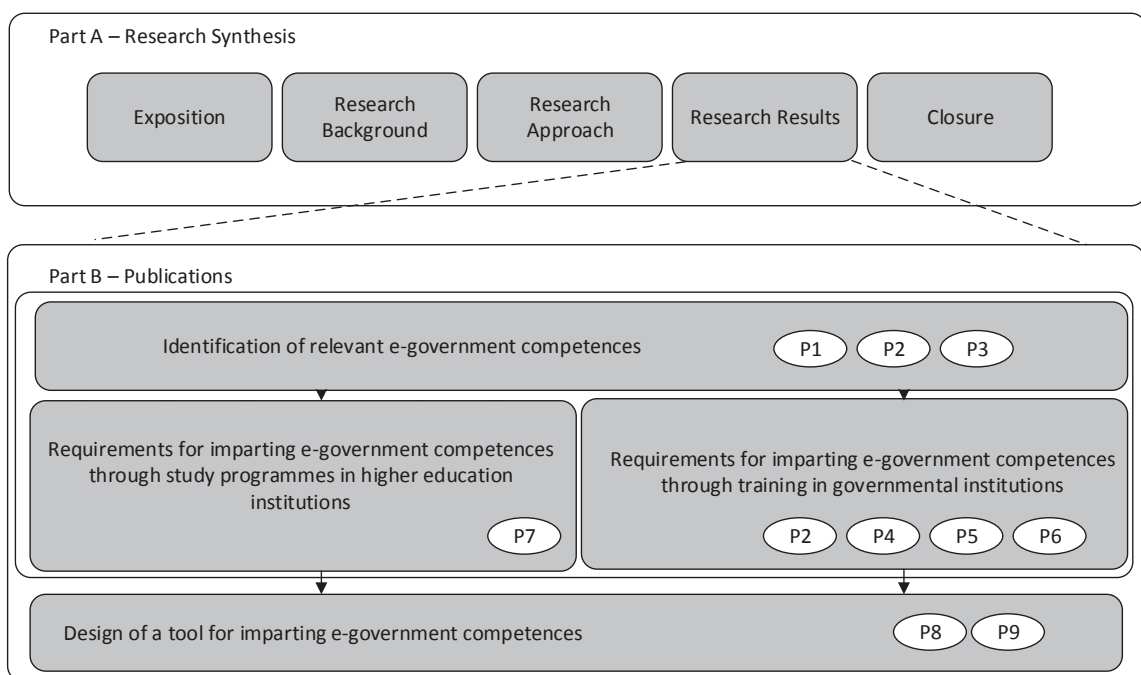 Part A – Research Synthesis
Exposition
Research
Background
Research
Approach
Research Results
Closure
Part B – Publications
Identification of relevant e-government competences
P1
P2
P3
Requirements for imparting e-government competences
through study programmes in higher education
institutions
P7
Requirements for imparting e-government competences
through training in governmental institutions
P2
P4
P5
P6
Design of a tool for imparting e-government competences
P8
P9